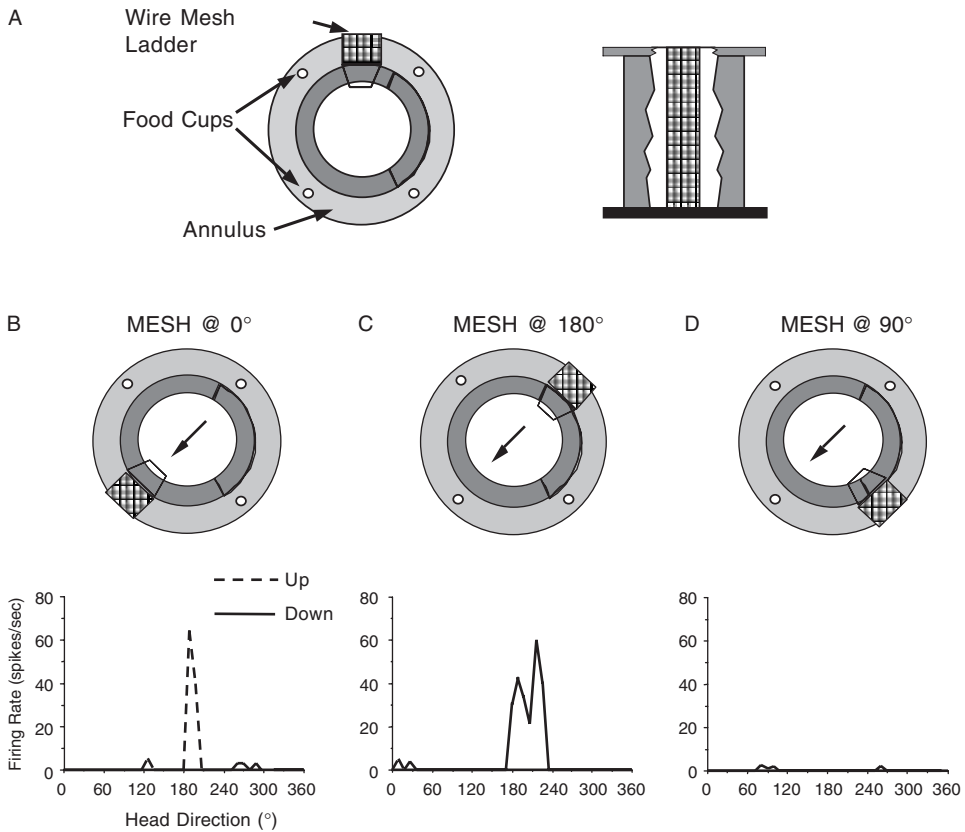 A
Wire Mesh
Ladder
Food Cups
Annulus
B MESH @ 0°
C MESH @ 180°
D MESH @ 90°
Up
Down
Firing Rate (spikes/sec)
80
60
40
20
0
0 60 120 180 240 300 360
Head Direction (°)
80
60
40
20
0
0 60 120 180 240 300 360
80
60
40
20
0
0 60 120 180 240 300 360